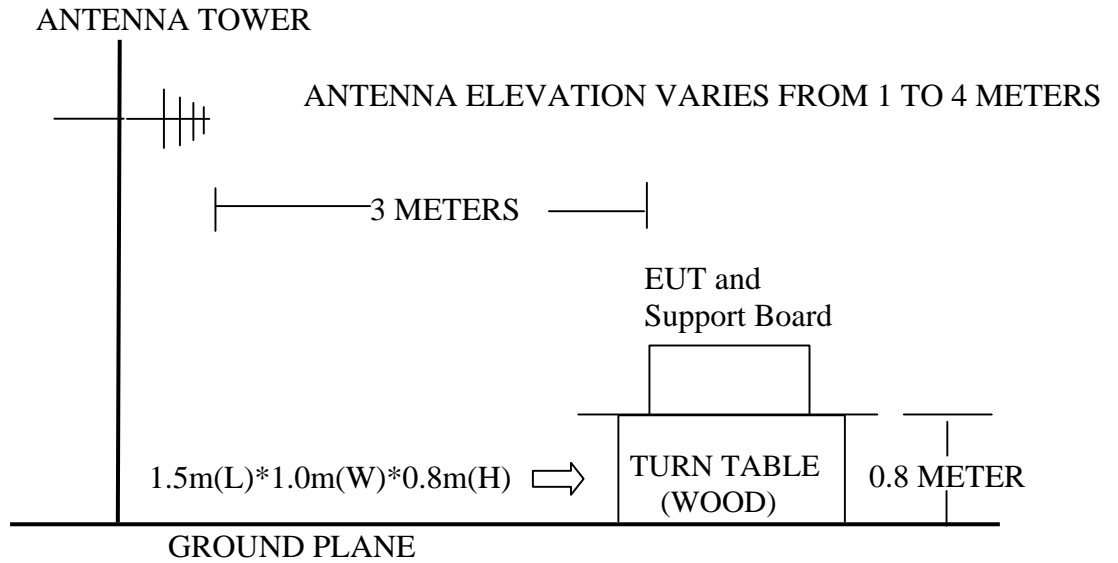 ANTENNA TOWER
ANTENNA ELEVATION VARIES FROM 1 TO 4 METERS
3 METERS
EUT and
Support Board
1.5m(L)*1.0m(W)*0.8m(H)
TURN TABLE
(WOOD)
0.8 METER
GROUND PLANE